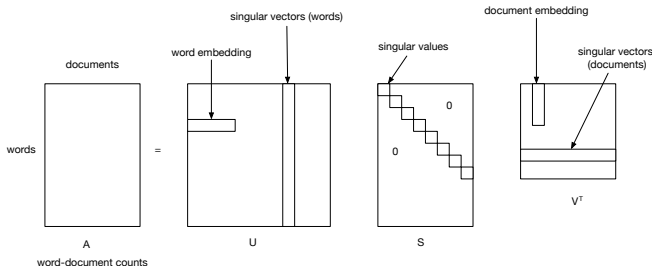 document embedding
singular vectors (words)
singular values
singular vectors
(documents)
word embedding
documents
0
words
=
0
A
U
S
Vᵀ
word-document counts